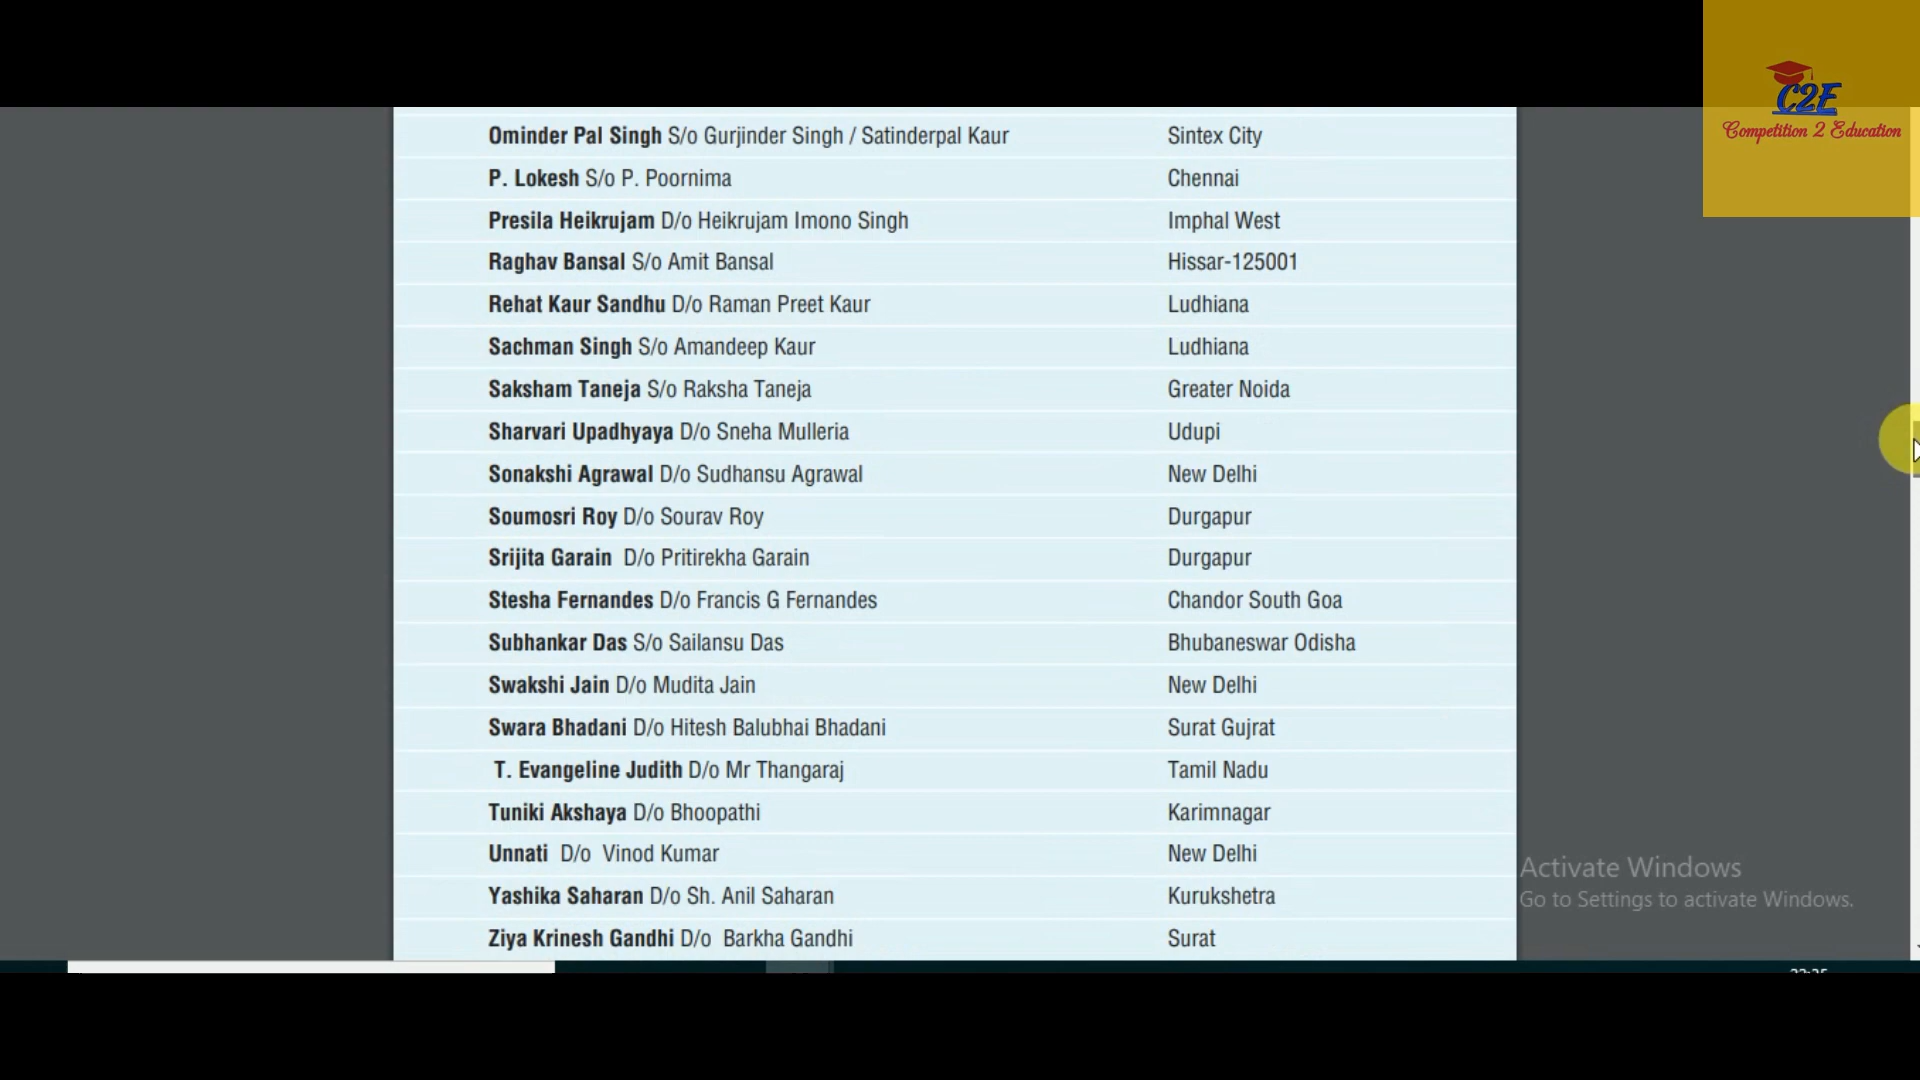 C2E
Competition 2 Education
Ominder Pal Singh S/o Gurjinder Singh / Satinderpal Kaur Sintex City
P. Lokesh S/o P. Poornima Chennai
Presila Heikrujam D/o Heikrujam Imono Singh Imphal West
Raghav Bansal S/o Amit Bansal Hissar-125001
Rehat Kaur Sandhu D/o Raman Preet Kaur Ludhiana
Sachman Singh S/o Amandeep Kaur Ludhiana
Saksham Taneja S/o Raksha Taneja Greater Noida
Sharvari Upadhyaya D/o Sneha Mulleria Udupi
Sonakshi Agrawal D/o Sudhansu Agrawal New Delhi
Soumosri Roy D/o Sourav Roy Durgapur
Srijita Garain D/o Pritirekha Garain Durgapur
Stesha Fernandes D/o Francis G Fernandes Chandor South Goa
Subhankar Das S/o Sailansu Das Bhubaneswar Odisha
Swakshi Jain D/o Mudita Jain New Delhi
Swara Bhadani D/o Hitesh Balubhai Bhadani Surat Gujrat
T. Evangeline Judith D/o Mr Thangaraj Tamil Nadu
Tuniki Akshaya D/o Bhoopathi Karimnagar
Unnati D/o Vinod Kumar New Delhi
Yashika Saharan D/o Sh. Anil Saharan Kurukshetra
Ziya Krinesh Gandhi D/o Barkha Gandhi Surat
Activate Windows
Go to Settings to activate Windows.